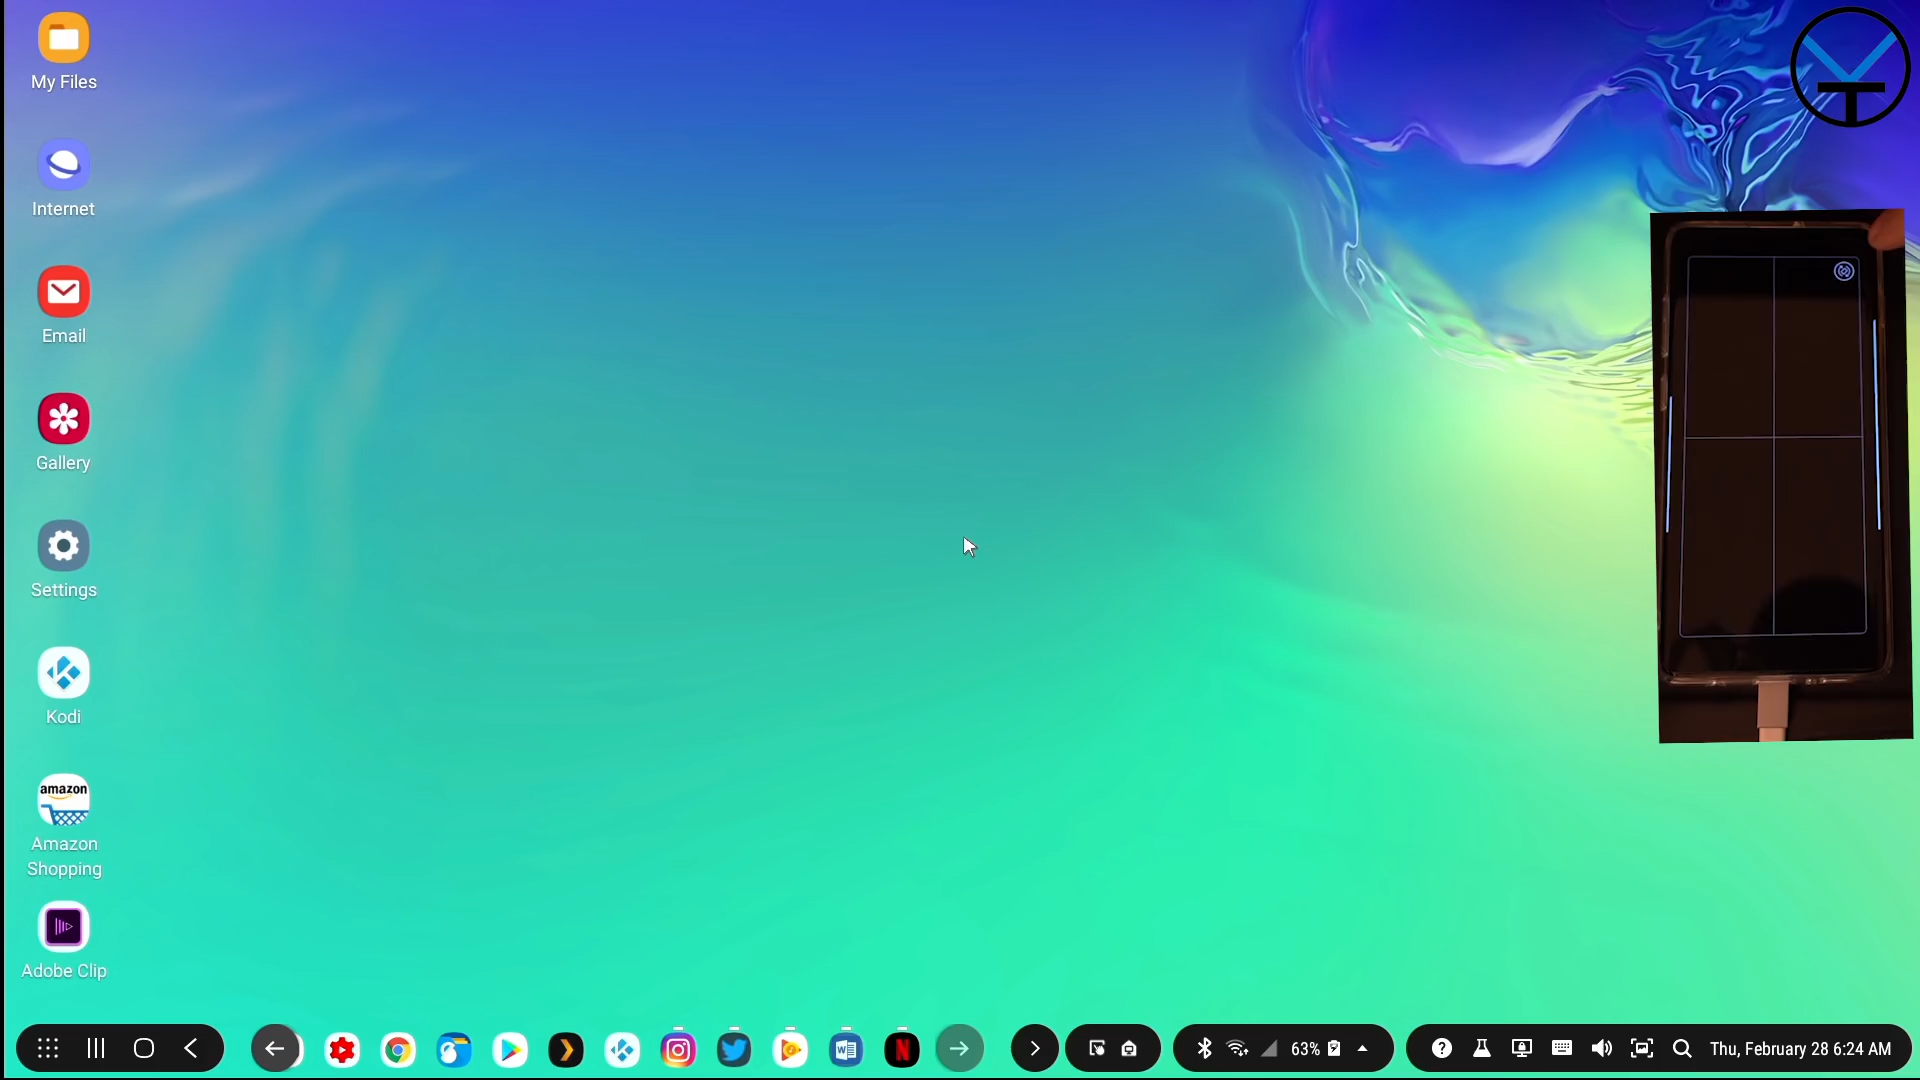 My Files
Internet
Email
Gallery
Settings
Kodi
amazon
Amazon
Shopping
Adobe Clip
63%
Thu, February 28 6:24 AM